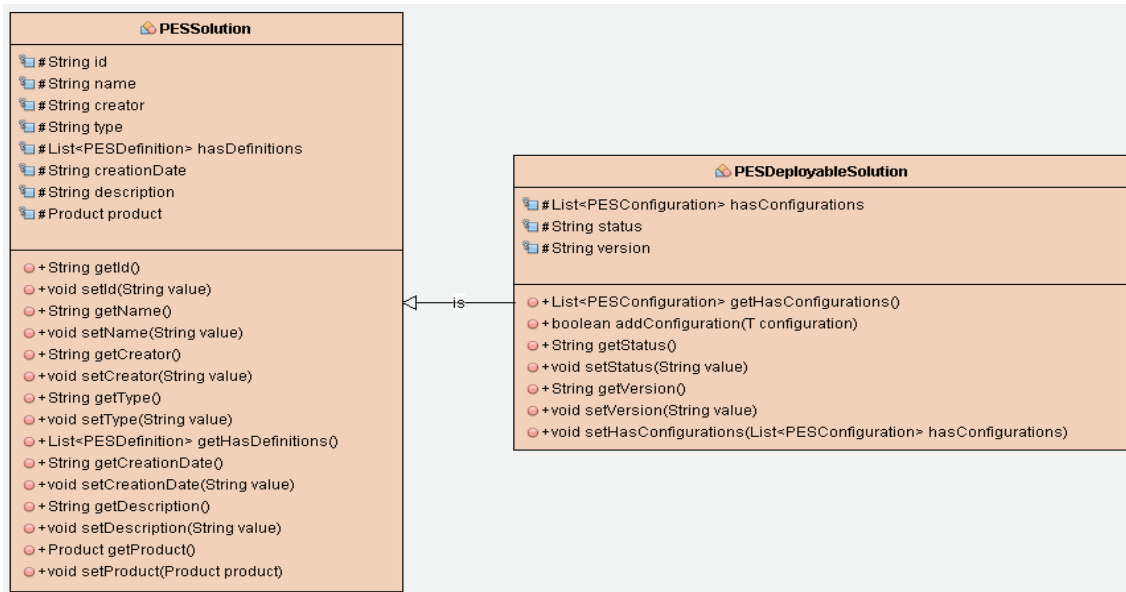 PESSolution
#String id
#String name
#String creator
#String type
#List<PESDefinition> hasDefinitions
#String creationDate
#String description
#Product product
+String getId()
+void setId(String value)
+String getName()
+void setName(String value)
+String getCreator()
+void setCreator(String value)
+String getType()
+void setType(String value)
+List<PESDefinition> getHasDefinitions()
+String getCreationDate()
+void setCreationDate(String value)
+String getDescription()
+void setDescription(String value)
+Product getProduct()
+void setProduct(Product product)
is
PESDeployableSolution
#List<PESConfiguration> hasConfigurations
#String status
#String version
+List<PESConfiguration> getHasConfigurations()
+boolean addConfiguration(T configuration)
+String getStatus()
+void setStatus(String value)
+String getVersion()
+void setVersion(String value)
+void setHasConfigurations(List<PESConfiguration> hasConfigurations)